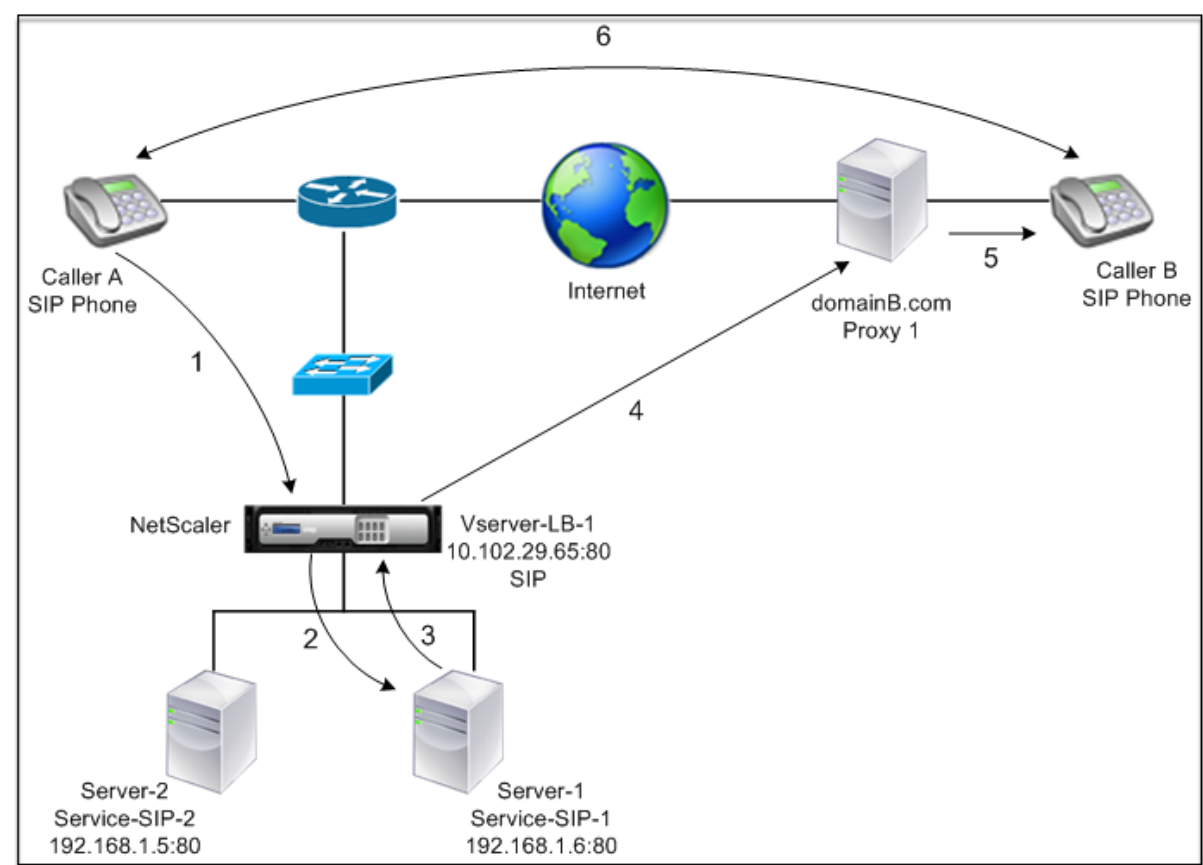 6
Caller A
SIP Phone
Internet
domainB.com
Proxy 1
5
Caller B
SIP Phone
1
4
NetScaler
Vserver-LB-1
10.102.29.65:80
SIP
2
3
Server-2
Service-SIP-2
192.168.1.5:80
Server-1
Service-SIP-1
192.168.1.6:80